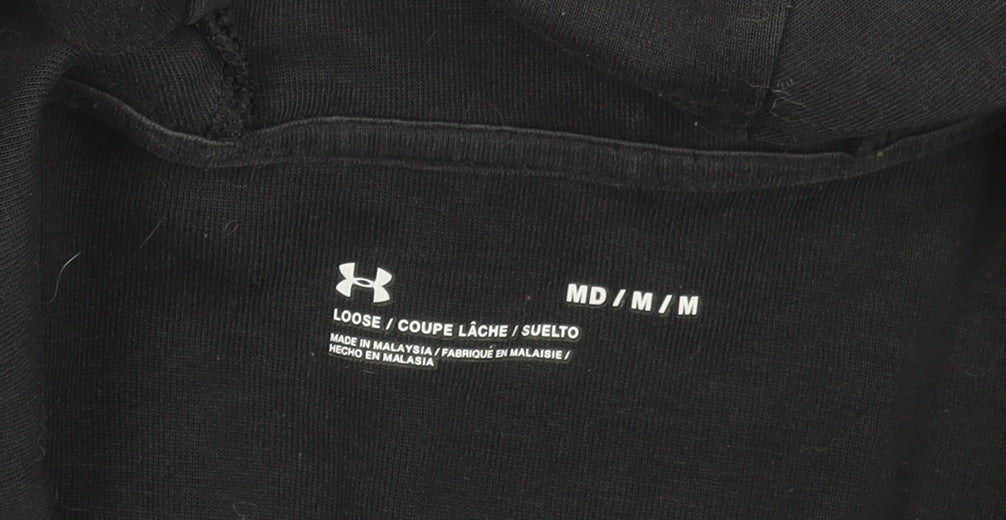 MD / M / M
LOOSE / COUPE LÂCHE / SUELTO
MADE IN MALAYSIA / FABRIQUÉ EN MALAISIE /
HECHO EN MALASIA